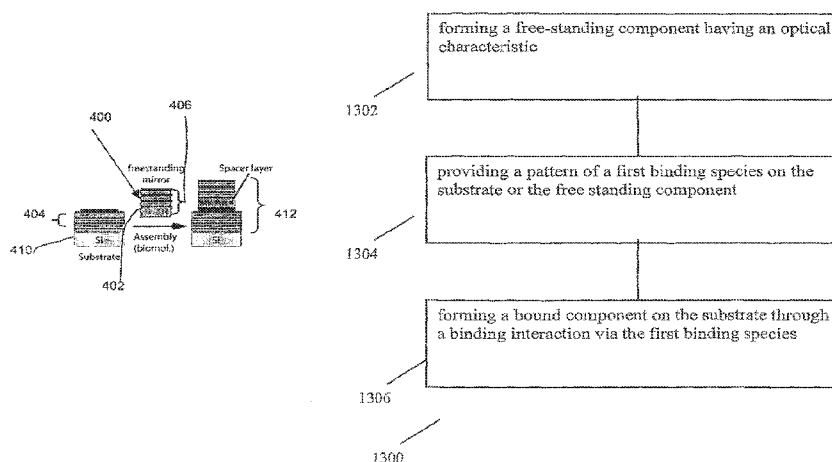 400
406
freestanding
mirror
Spacer layer
404
412
410
Si
Substrate
402
Assembly
(biomol.)
forming a free-standing component having an optical
characteristic
1302
providing a pattern of a first binding species on the
substrate or the free standing component
1304
forming a bound component on the substrate through
a binding interaction via the first binding species
1306
1300